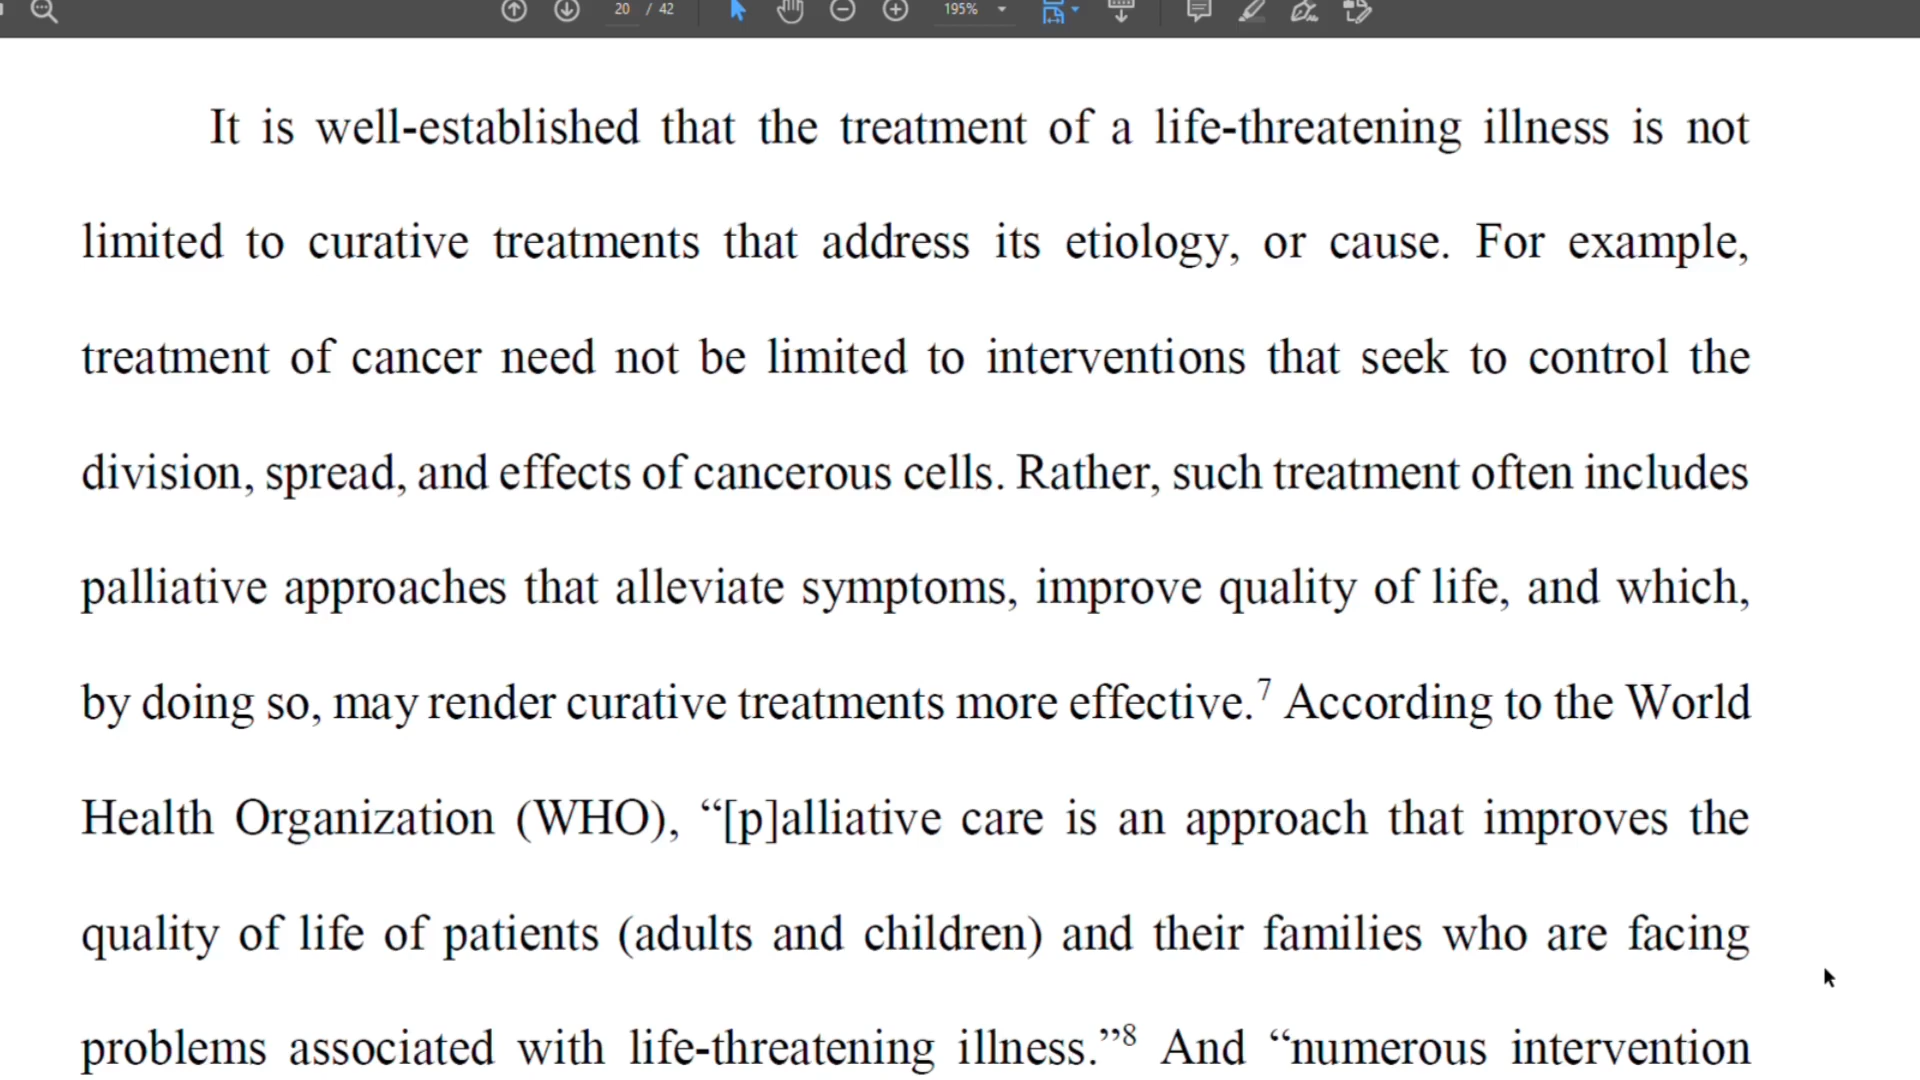 20 / 42 195%
It is well-established that the treatment of a life-threatening illness is not
limited to curative treatments that address its etiology, or cause. For example,
treatment of cancer need not be limited to interventions that seek to control the
division, spread, and effects of cancerous cells. Rather, such treatment often includes
palliative approaches that alleviate symptoms, improve quality of life, and which,
by doing so, may render curative treatments more effective.⁷ According to the World
Health Organization (WHO), “[p]alliative care is an approach that improves the
quality of life of patients (adults and children) and their families who are facing
problems associated with life-threatening illness.”⁸ And “numerous intervention